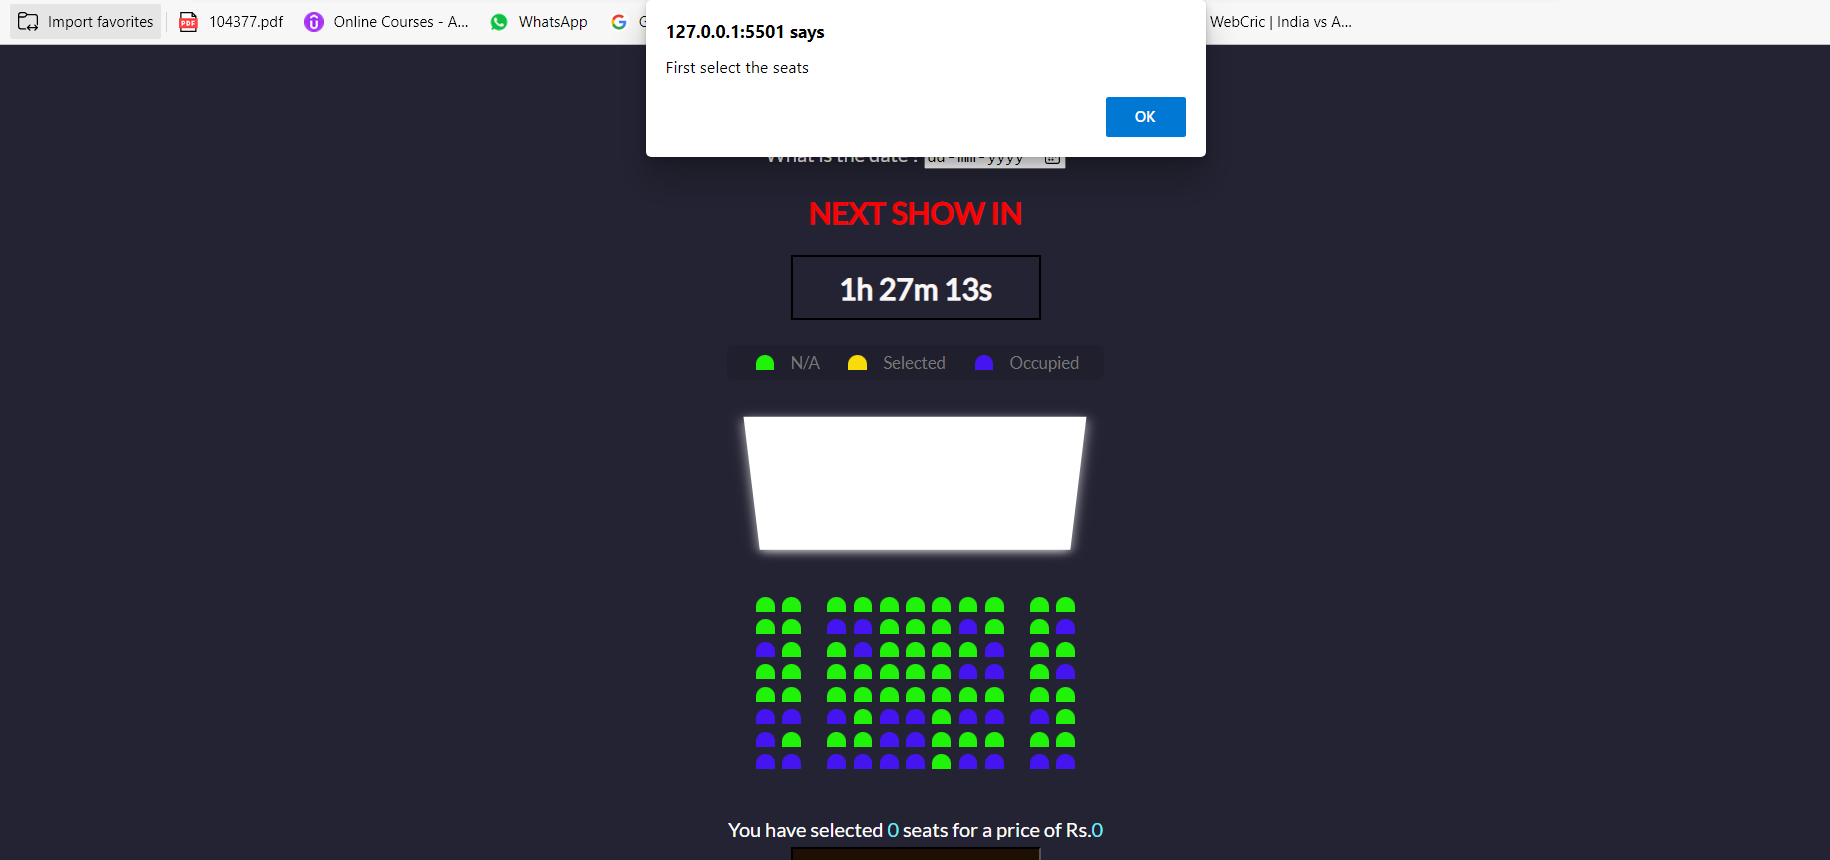 Import favorites
104377.pdf
Online Courses - A...
WhatsApp
WebCric | India vs A...
127.0.0.1:5501 says
First select the seats
OK
What is the date : dd-mm-yyyy
NEXT SHOW IN
1h 27m 13s
N/A Selected Occupied
You have selected 0 seats for a price of Rs.0